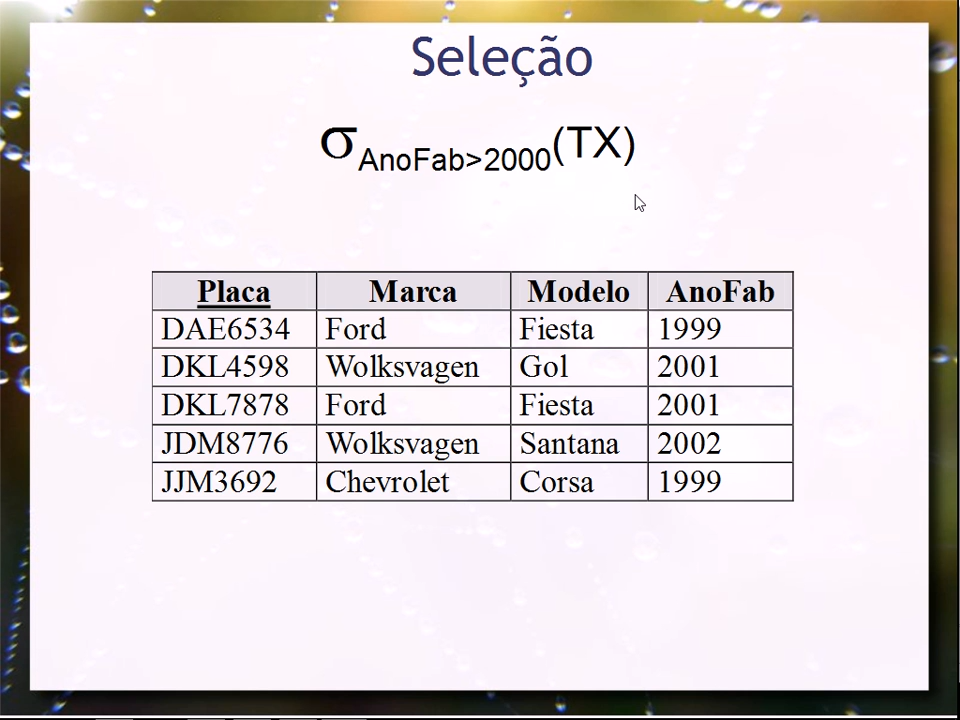 Seleção
σAnoFab>2000(TX)
Placa Marca Modelo AnoFab
DAE6534 Ford Fiesta 1999
DKL4598 Wolksvagen Gol 2001
DKL7878 Ford Fiesta 2001
JDM8776 Wolksvagen Santana 2002
JJM3692 Chevrolet Corsa 1999